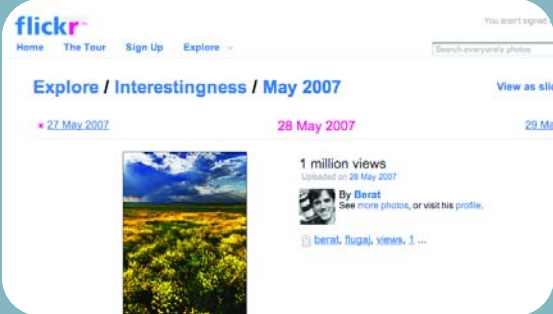 flickr
You aren't signed
Home The Tour Sign Up Explore
Search everyone's photos
Explore / Interestingness / May 2007
View as slid
27 May 2007
28 May 2007
29 Ma
1 million views
Uploaded on 28 May 2007
By Berat
See more photos, or visit his profile.
berat, flugaj, views, 1 ...